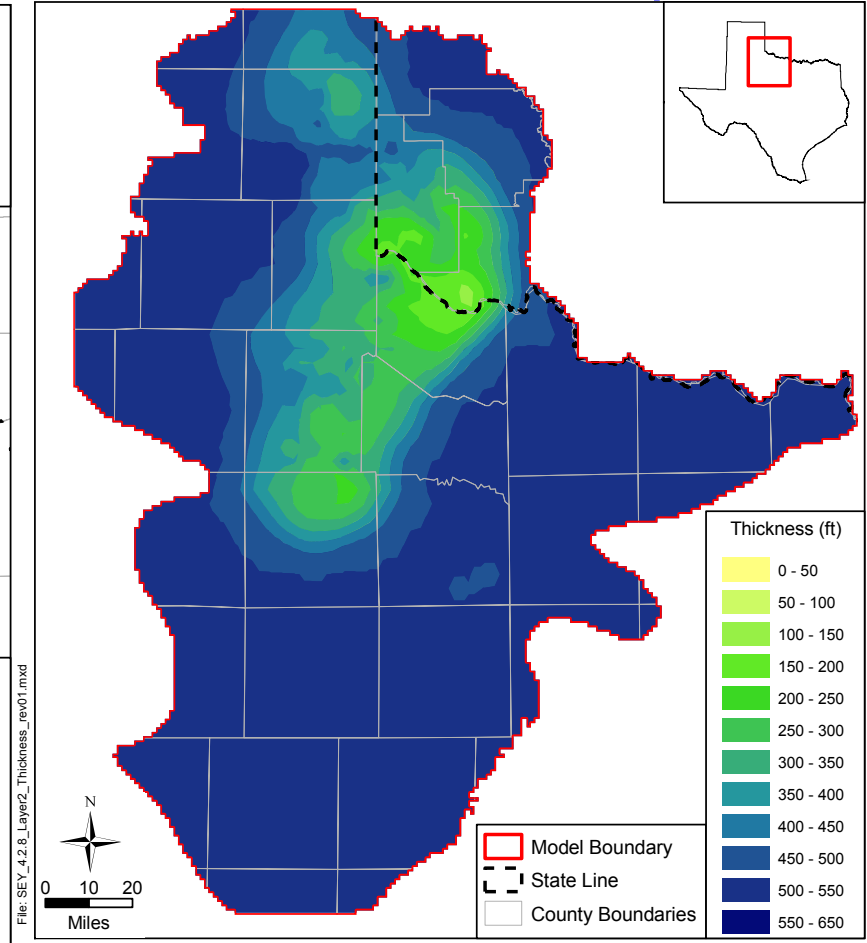 Thickness (ft)
0 - 50
50 - 100
100 - 150
150 - 200
200 - 250
250 - 300
300 - 350
350 - 400
400 - 450
450 - 500
500 - 550
550 - 650
Model Boundary
State Line
County Boundaries
N
0 10 20
Miles
File: SEY_4.2.8_Layer2_Thickness_rev01.mxd